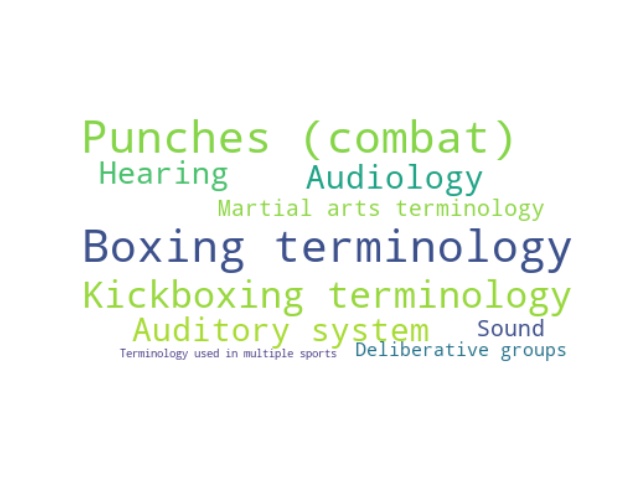 Punches (combat)
Hearing Audiology
Martial arts terminology
Boxing terminology
Kickboxing terminology
Auditory system Sound
Terminology used in multiple sports Deliberative groups